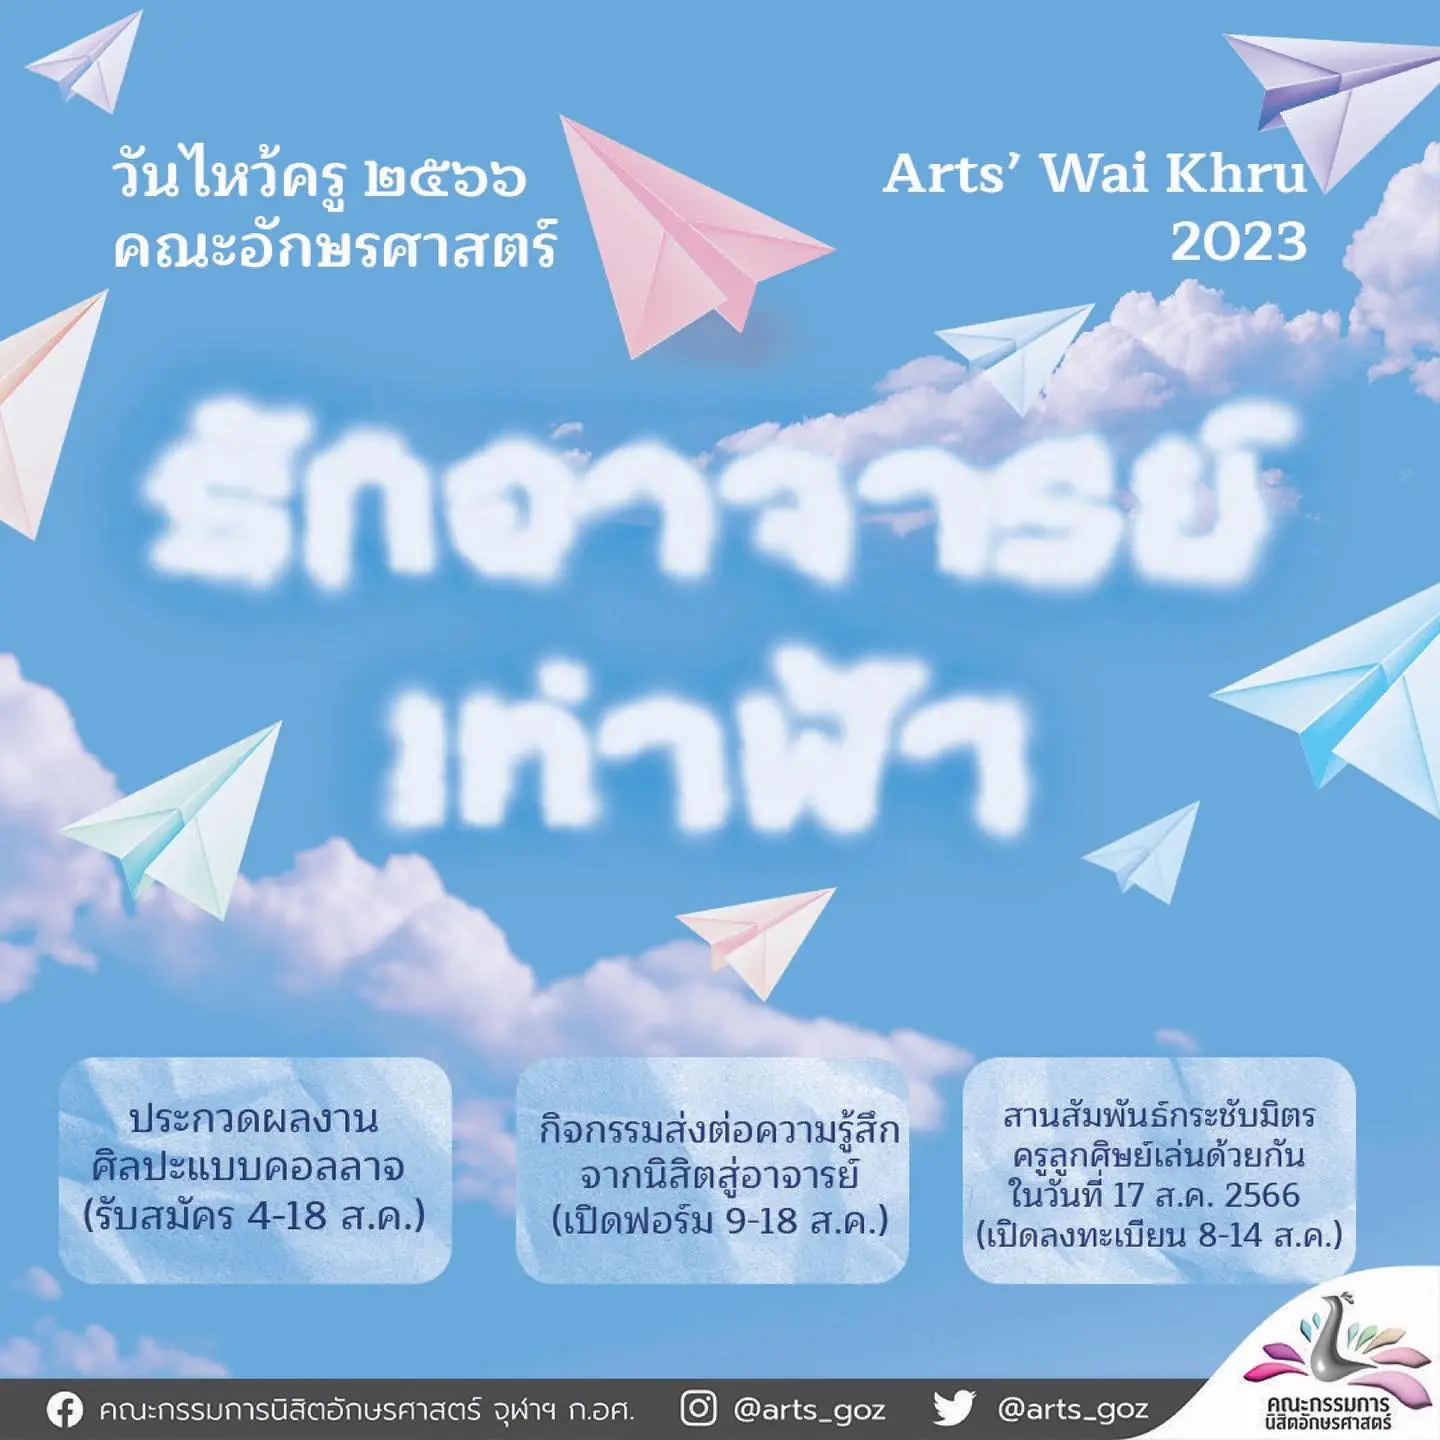 วันไหว้ครู ๒๕๖๖
คณะอักษรศาสตร์
Arts’ Wai Khru
2023
รักอาจารย์
เท่าฟ้า
ประกวดผลงาน
ศิลปะแบบคอลลาจ
(รับสมัคร 4-18 ส.ค.)
กิจกรรมส่งต่อความรู้สึก
จากนิสิตสู่อาจารย์
(เปิดฟอร์ม 9-18 ส.ค.)
สานสัมพันธ์กระชับมิตร
ครูลูกศิษย์เล่นด้วยกัน
ในวันที่ 17 ส.ค. 2566
(เปิดลงทะเบียน 8-14 ส.ค.)
คณะกรรมการนิสิตอักษรศาสตร์ จุฬาฯ ก.อศ.
@arts_goz
@arts_goz
คณะกรรมการ
นิสิตอักษรศาสตร์